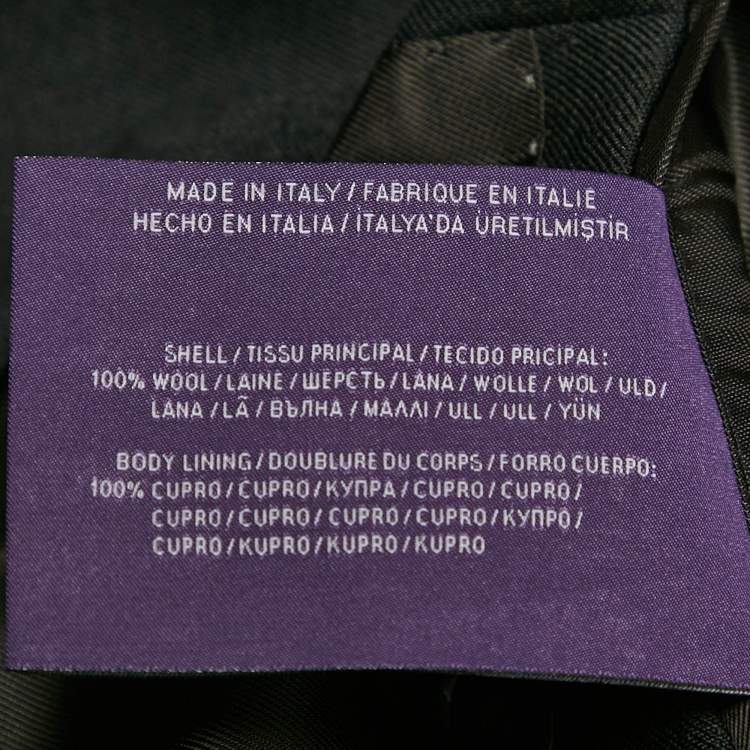 MADE IN ITALY / FABRIQUE EN ITALIE
HECHO EN ITALIA / İTALYA'DA ÜRETILMIŞTİR
SHELL / TISSU PRINCIPAL / TECIDO PRICIPAL:
100% WOOL / LAINE / ШЕРСТЬ / LANA / WOLLE / WOL / ULD /
LANA / LÃ / ВЪЛНА / ΜΑΛΛΙ / ULL / ULL / YÜN
BODY LINING / DOUBLURE DU CORPS / FORRO CUERPO:
100% CUPRO / CUPRO / КУПРА / CUPRO / CUPRO /
CUPRO / CUPRO / CUPRO / CUPRO / КУПРО /
CUPRO / KUPRO / KUPRO / KUPRO